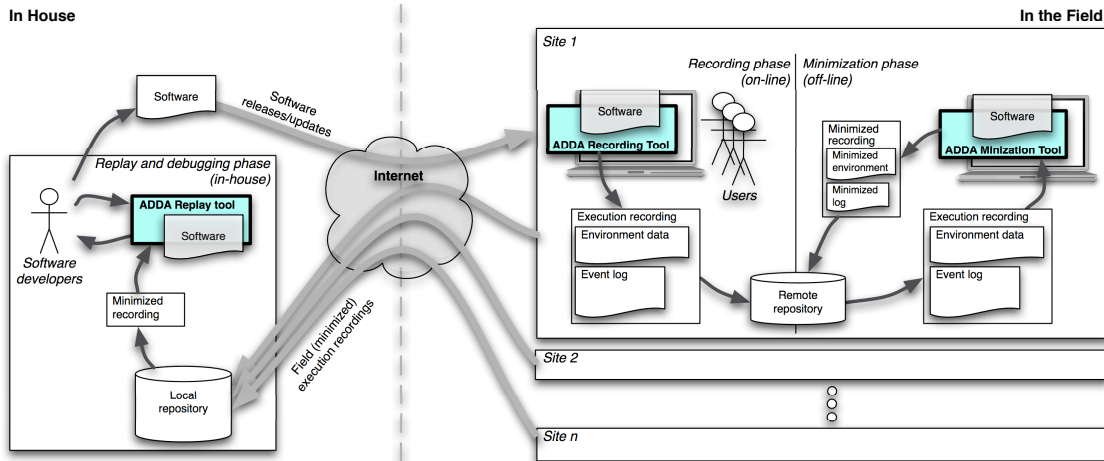 In House
In the Field
Software
Software
releases/updates
Internet
Field (minimized)
execution recordings
Replay and debugging phase
(in-house)
ADDA Replay tool
Software
Software
developers
Minimized
recording
Local
repository
Site 1
Recording phase
(on-line)
Minimization phase
(off-line)
Software
ADDA Recording Tool
Users
Execution recording
Environment data
Event log
Remote
repository
Minimized
recording
Minimized
environment
Minimized
log
Software
ADDA Minization Tool
Execution recording
Environment data
Event log
Site 2
Site n